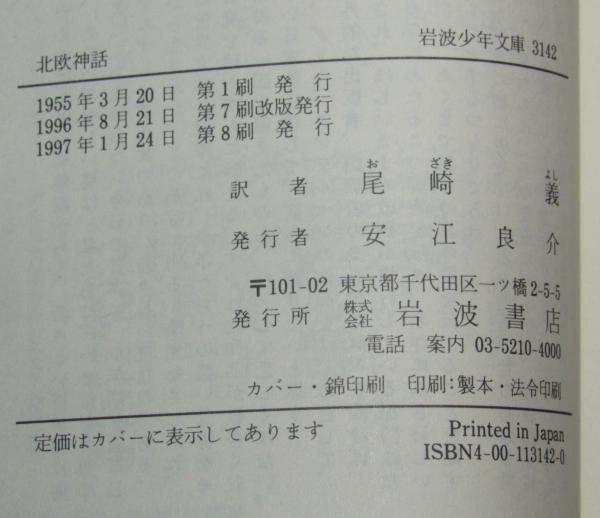 北欧神話
岩波少年文庫 3142
1955年3月20日 第1刷 発行
1996年8月21日 第7刷改版発行
1997年1月24日 第8刷 発行
お ざき よし
訳者 尾崎 義
発行者 安江良介
〒101-02 東京都千代田区一ツ橋2-5-5
発行所 株式会社 岩波書店
電話 案内 03-5210-4000
カバー・錦印刷 印刷:製本・法令印刷
定価はカバーに表示してあります
Printed in Japan
ISBN4-00-113142-0